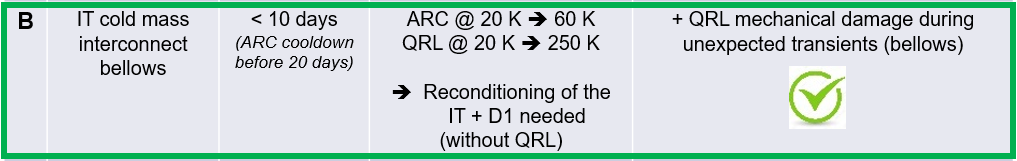 B
IT cold mass
interconnect
bellows
< 10 days
(ARC cooldown
before 20 days)
ARC @ 20 K ➔ 60 K
QRL @ 20 K ➔ 250 K
➔ Reconditioning of the
IT + D1 needed
(without QRL)
+ QRL mechanical damage during
unexpected transients (bellows)